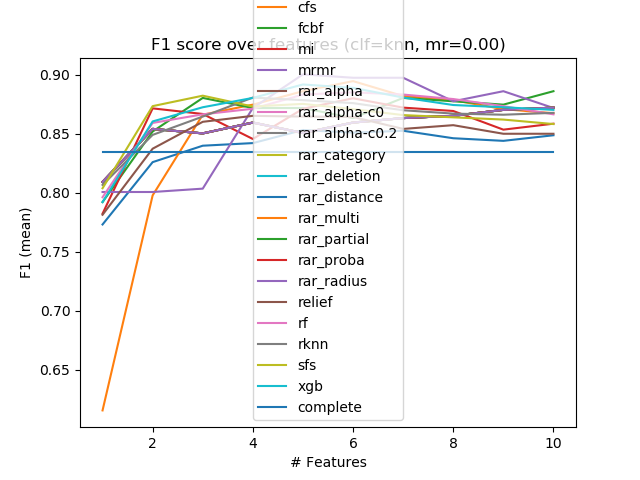 F1 score over features (clf=knn, mr=0.00)
cfs
fcbf
mi
mrmr
rar_alpha
rar_alpha-c0
rar_alpha-c0.2
rar_category
rar_deletion
rar_distance
rar_multi
rar_partial
rar_proba
rar_radius
relief
rf
rknn
sfs
xgb
complete
0.90
0.85
0.80
0.75
0.70
0.65
F1 (mean)
2 4 6 8 10
# Features